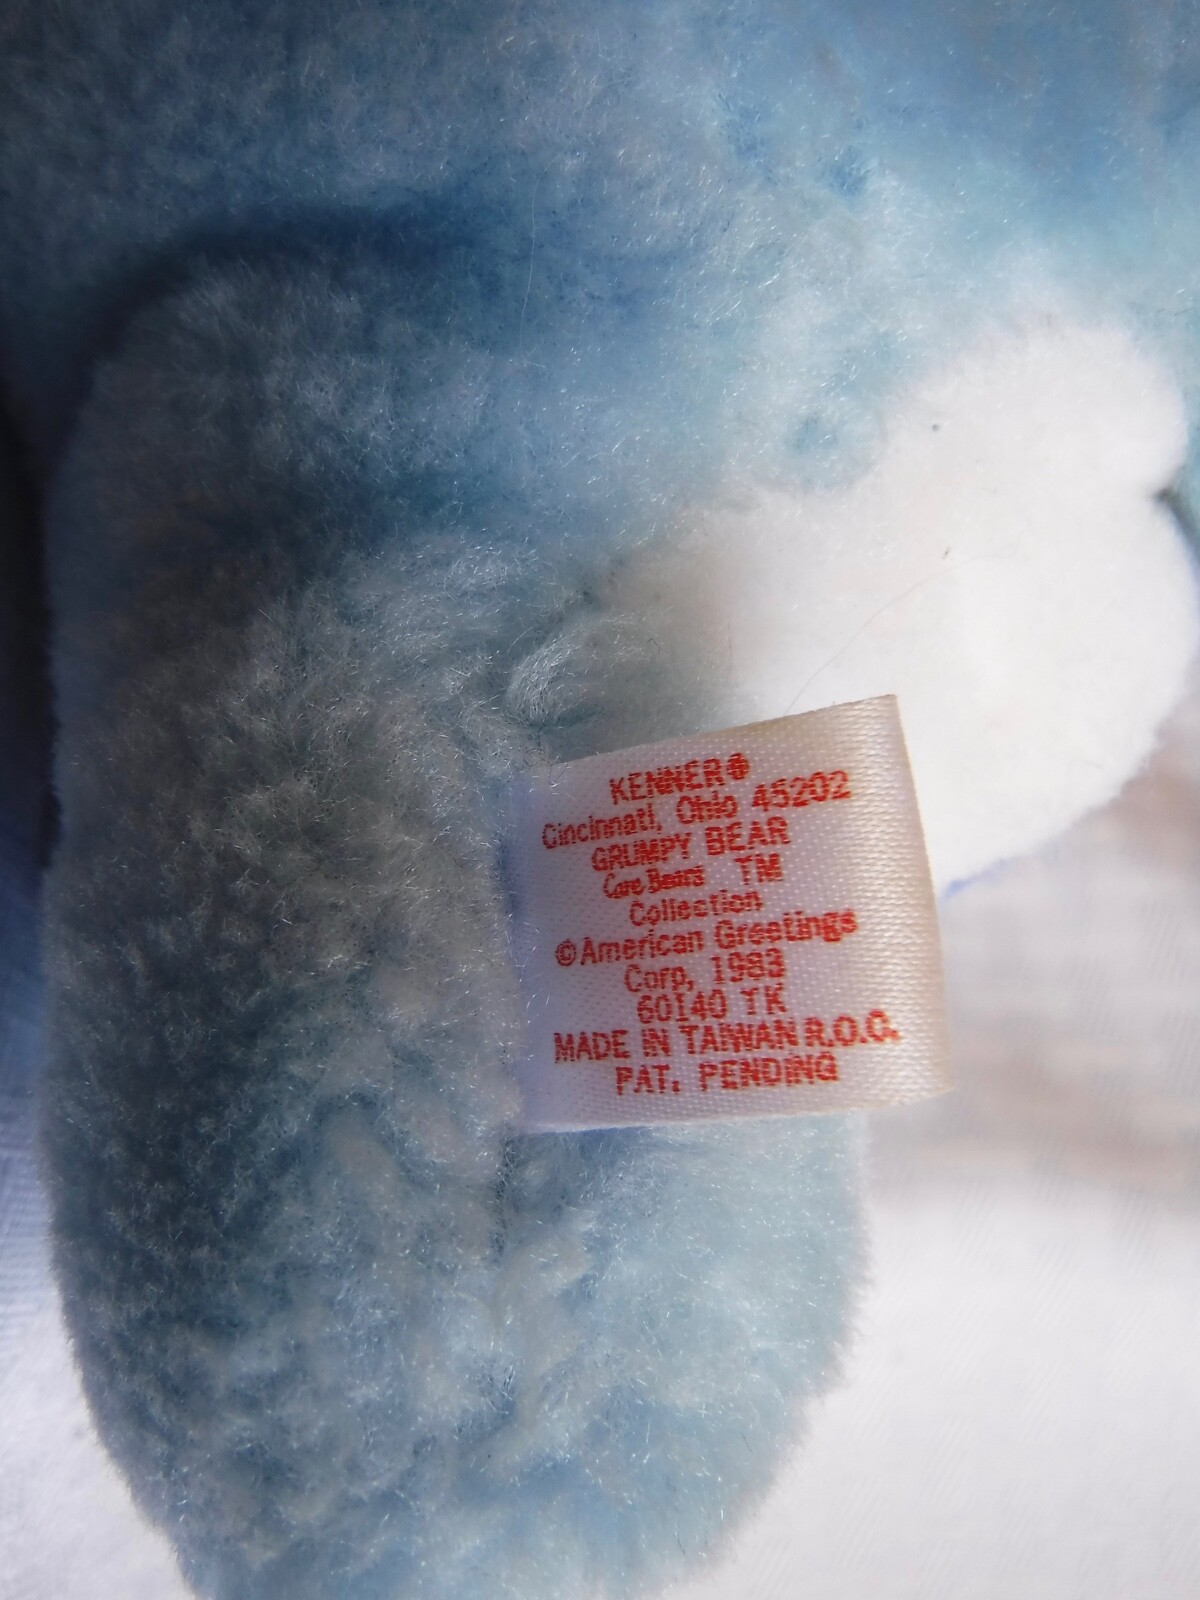 KENNER®
Cincinnati, Ohio 45202
GRUMPY BEAR
Care Bears TM
Collection
©American Greetings
Corp, 1983
60140 TK
MADE IN TAIWAN R.O.C.
PAT. PENDING